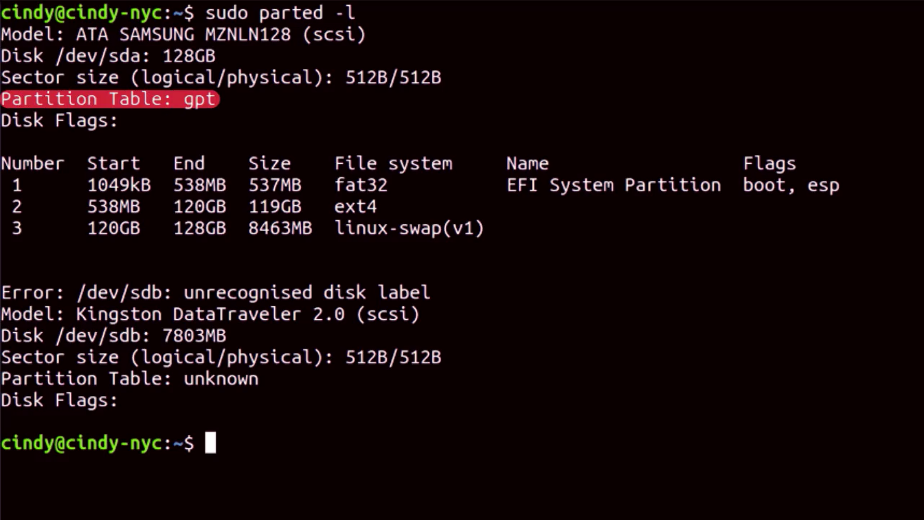 cindy@cindy-nyc:~$ sudo parted -l
Model: ATA SAMSUNG MZNLN128 (scsi)
Disk /dev/sda: 128GB
Sector size (logical/physical): 512B/512B
Partition Table: gpt
Disk Flags:
Number  Start   End    Size    File system     Name                  Flags
 1      1049kB  538MB  537MB   fat32           EFI System Partition  boot, esp
 2      538MB   120GB  119GB   ext4
 3      120GB   128GB  8463MB  linux-swap(v1)
Error: /dev/sdb: unrecognised disk label
Model: Kingston DataTraveler 2.0 (scsi)
Disk /dev/sdb: 7803MB
Sector size (logical/physical): 512B/512B
Partition Table: unknown
Disk Flags:
cindy@cindy-nyc:~$